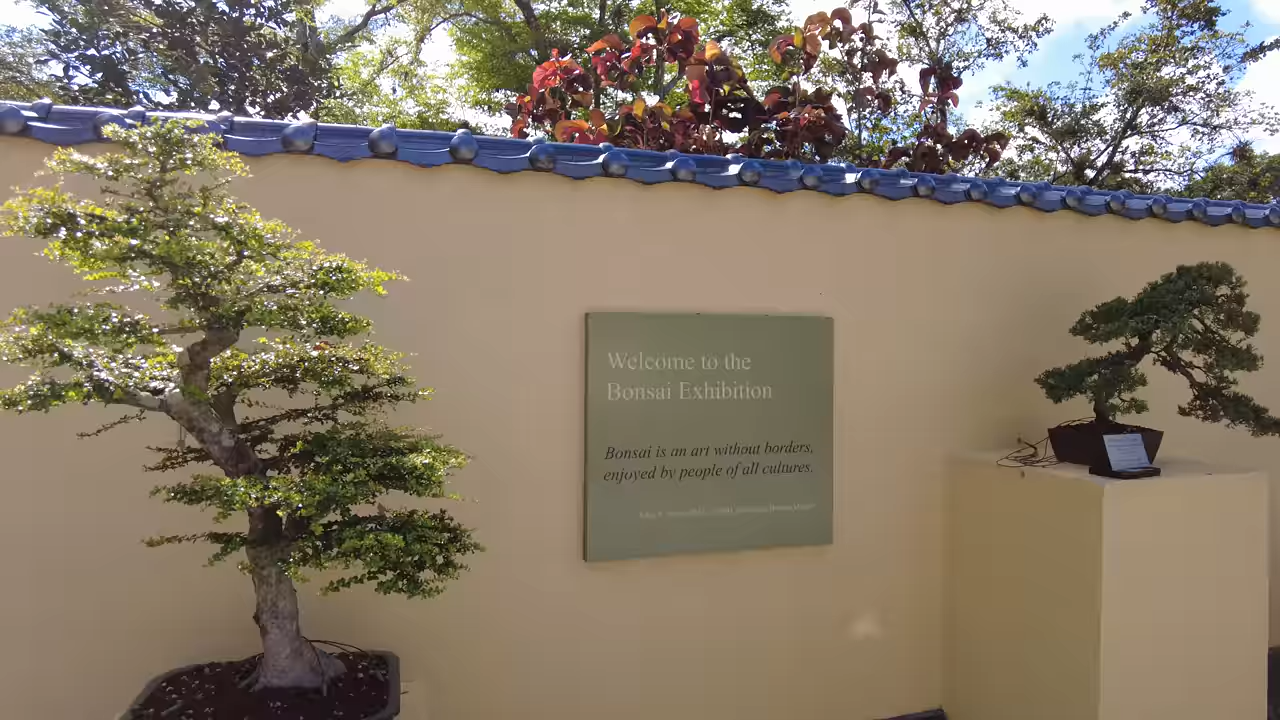 Welcome to the
Bonsai Exhibition
Bonsai is an art without borders,
enjoyed by people of all cultures.